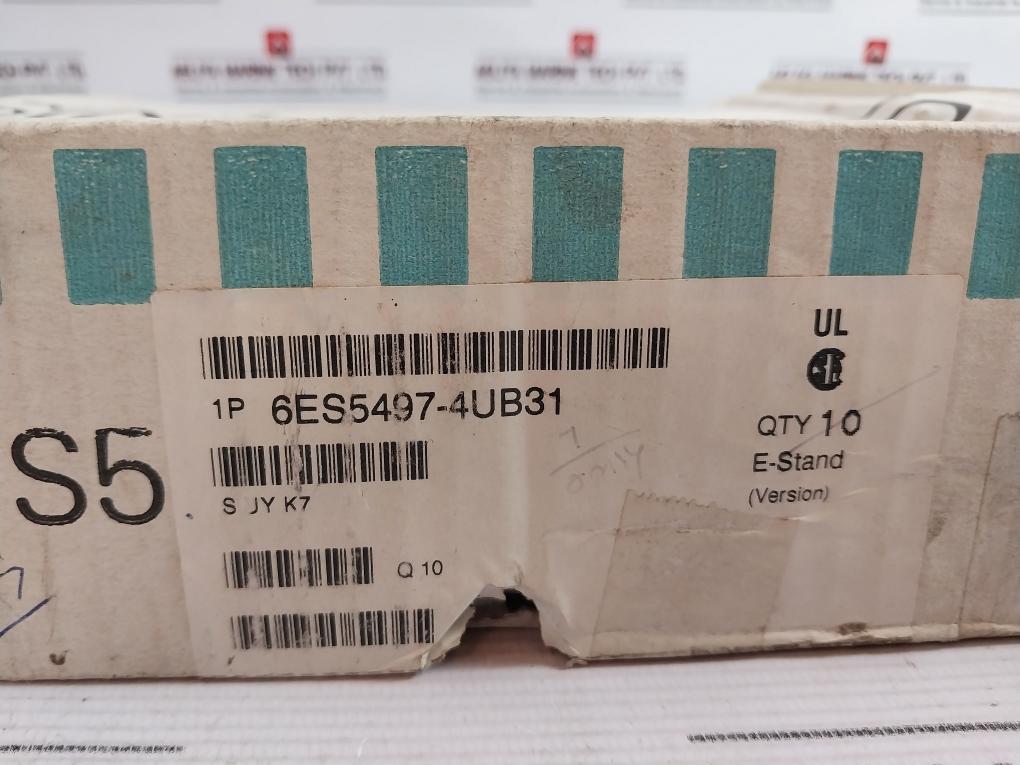 S5
1P 6ES5497-4UB31
S JY K7
Q 10
UL
QTY 10
E-Stand
(Version)